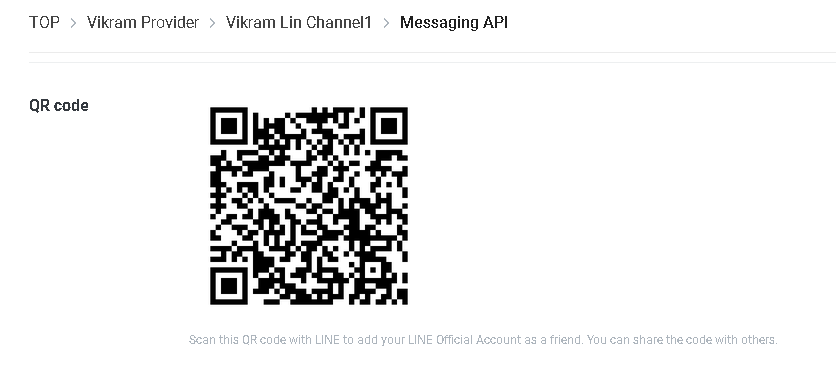 TOP > Vikram Provider > Vikram Lin Channel1 > Messaging API
QR code
Scan this QR code with LINE to add your LINE Official Account as a friend. You can share the code with others.